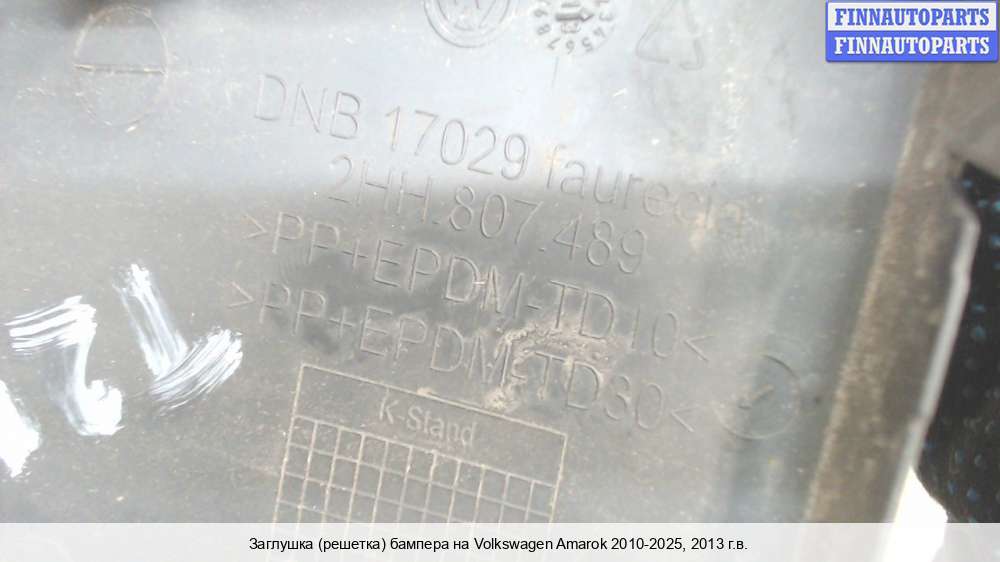 FINNAUTOPARTS
FINNAUTOPARTS
DNB 17029 faurecia
2HH.807.489
>PP+EPDM-TD10<
>PP+EPDM-TD30<
K-Stand
Заглушка (решетка) бампера на Volkswagen Amarok 2010-2025, 2013 г.в.